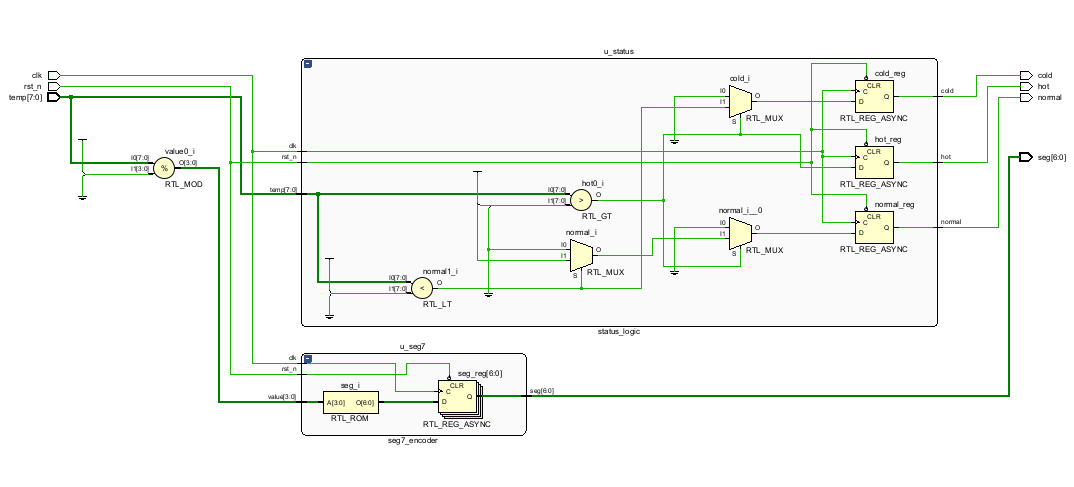 clk
rst_n
temp[7:0]
value0_i
I0[7:0]
I1[3:0]
%
O[3:0]
RTL_MOD
u_status
clk
rst_n
temp[7:0]
hot0_i
I0[7:0]
I1[7:0]
>
O
RTL_GT
normal_i
I0
I1
S
O
RTL_MUX
normal1_i
I0[7:0]
I1[7:0]
<
O
RTL_LT
cold_i
I0
I1
S
O
RTL_MUX
normal_i__0
I0
I1
S
O
RTL_MUX
cold_reg
CLR
C
D
Q
RTL_REG_ASYNC
hot_reg
CLR
C
D
Q
RTL_REG_ASYNC
normal_reg
CLR
C
D
Q
RTL_REG_ASYNC
cold
hot
normal
status_logic
cold
hot
normal
seg[6:0]
u_seg7
clk
rst_n
value[3:0]
seg_i
A[3:0]
O[6:0]
RTL_ROM
seg_reg[6:0]
CLR
C
D
Q
RTL_REG_ASYNC
seg[6:0]
seg7_encoder